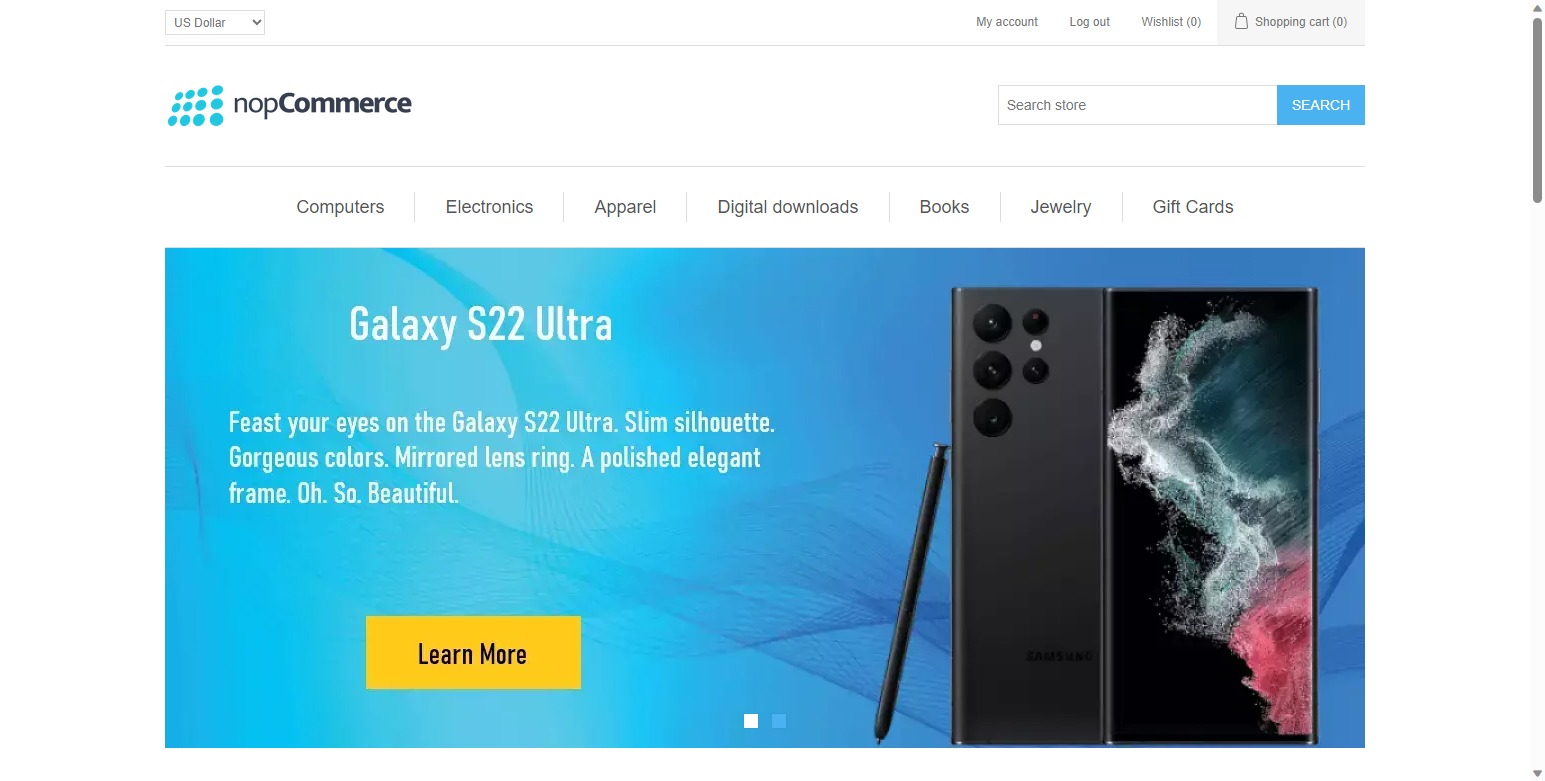 US Dollar
My account
Log out
Wishlist (0)
Shopping cart (0)
nopCommerce
Search store
SEARCH
Computers
Electronics
Apparel
Digital downloads
Books
Jewelry
Gift Cards
Galaxy S22 Ultra
Feast your eyes on the Galaxy S22 Ultra. Slim silhouette.
Gorgeous colors. Mirrored lens ring. A polished elegant
frame. Oh. So. Beautiful.
Learn More
SAMSUNG